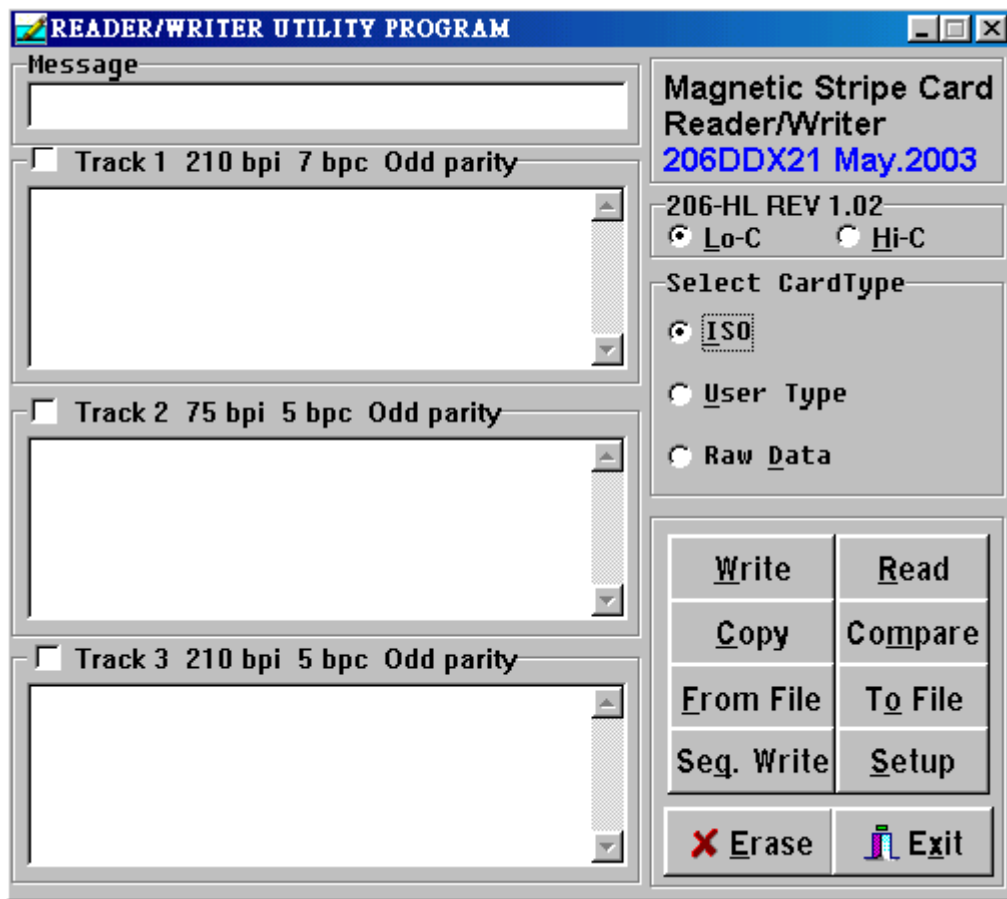 READER/WRITER UTILITY PROGRAM
Message
Track 1 210 bpi 7 bpc Odd parity
Track 2 75 bpi 5 bpc Odd parity
Track 3 210 bpi 5 bpc Odd parity
Magnetic Stripe Card
Reader/Writer
206DDX21 May.2003
206-HL REV 1.02
Lo-C Hi-C
Select CardType
ISO
User Type
Raw Data
Write Read
Copy Compare
From File To File
Seq. Write Setup
Erase Exit